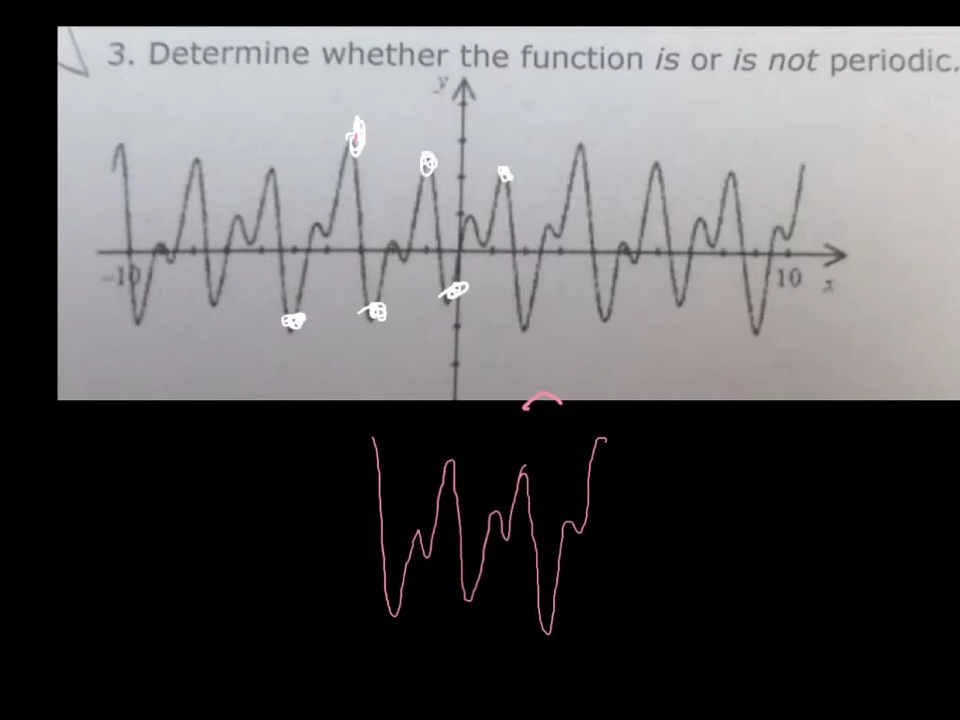 3. Determine whether the function is or is not periodic.
y
-10
10
x